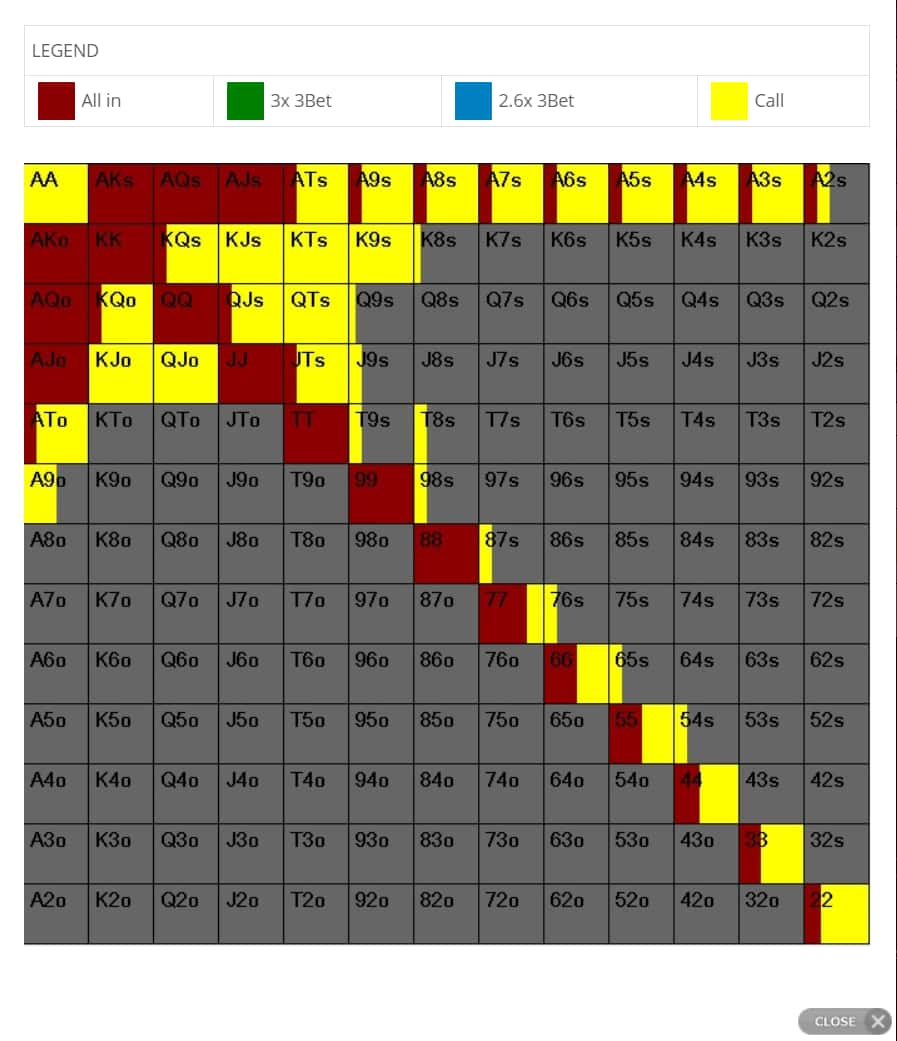 LEGEND
All in 3x 3Bet 2.6x 3Bet Call
AA AKs AQs AJs ATs A9s A8s A7s A6s A5s A4s A3s A2s
AKo KK KQs KJs KTs K9s K8s K7s K6s K5s K4s K3s K2s
AQo KQo QQ QJs QTs Q9s Q8s Q7s Q6s Q5s Q4s Q3s Q2s
AJo KJo QJo JJ JTs J9s J8s J7s J6s J5s J4s J3s J2s
ATo KTo QTo JTo TT T9s T8s T7s T6s T5s T4s T3s T2s
A9o K9o Q9o J9o T9o 99 98s 97s 96s 95s 94s 93s 92s
A8o K8o Q8o J8o T8o 98o 88 87s 86s 85s 84s 83s 82s
A7o K7o Q7o J7o T7o 97o 87o 77 76s 75s 74s 73s 72s
A6o K6o Q6o J6o T6o 96o 86o 76o 66 65s 64s 63s 62s
A5o K5o Q5o J5o T5o 95o 85o 75o 65o 55 54s 53s 52s
A4o K4o Q4o J4o T4o 94o 84o 74o 64o 54o 44 43s 42s
A3o K3o Q3o J3o T3o 93o 83o 73o 63o 53o 43o 33 32s
A2o K2o Q2o J2o T2o 92o 82o 72o 62o 52o 42o 32o 22
CLOSE